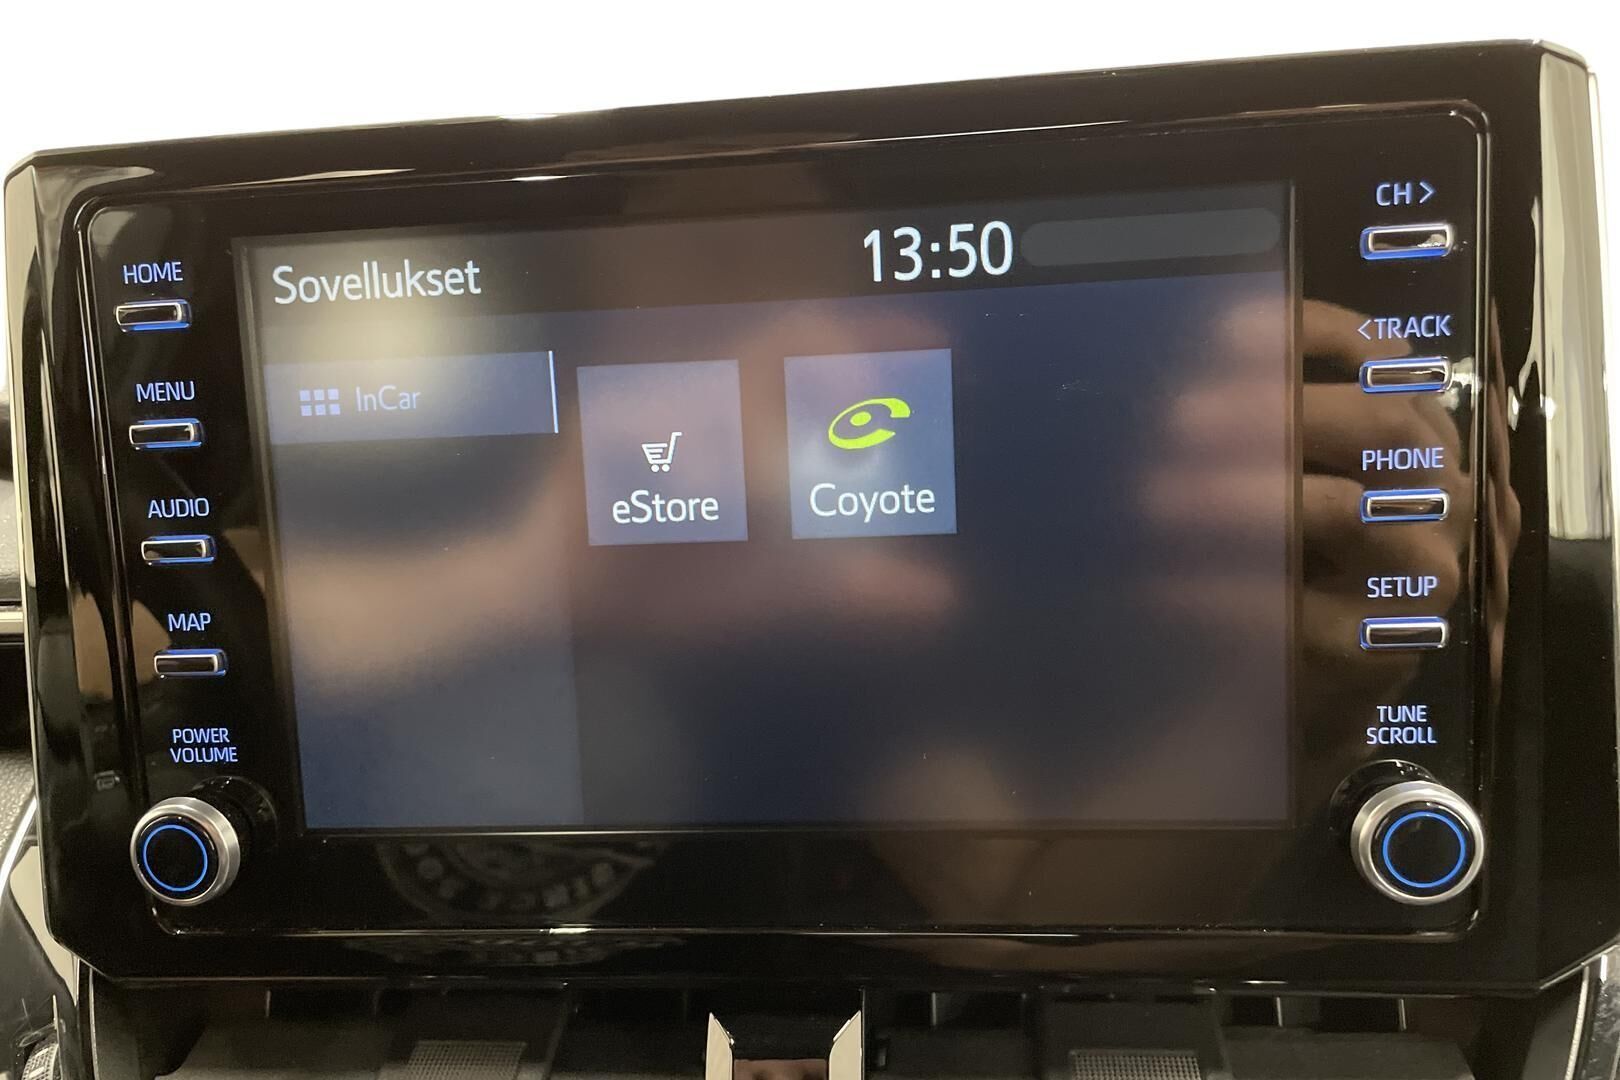 CH >
HOME
Sovellukset
13:50
<TRACK
MENU
InCar
AUDIO
eStore
Coyote
PHONE
MAP
SETUP
POWER
VOLUME
TUNE
SCROLL